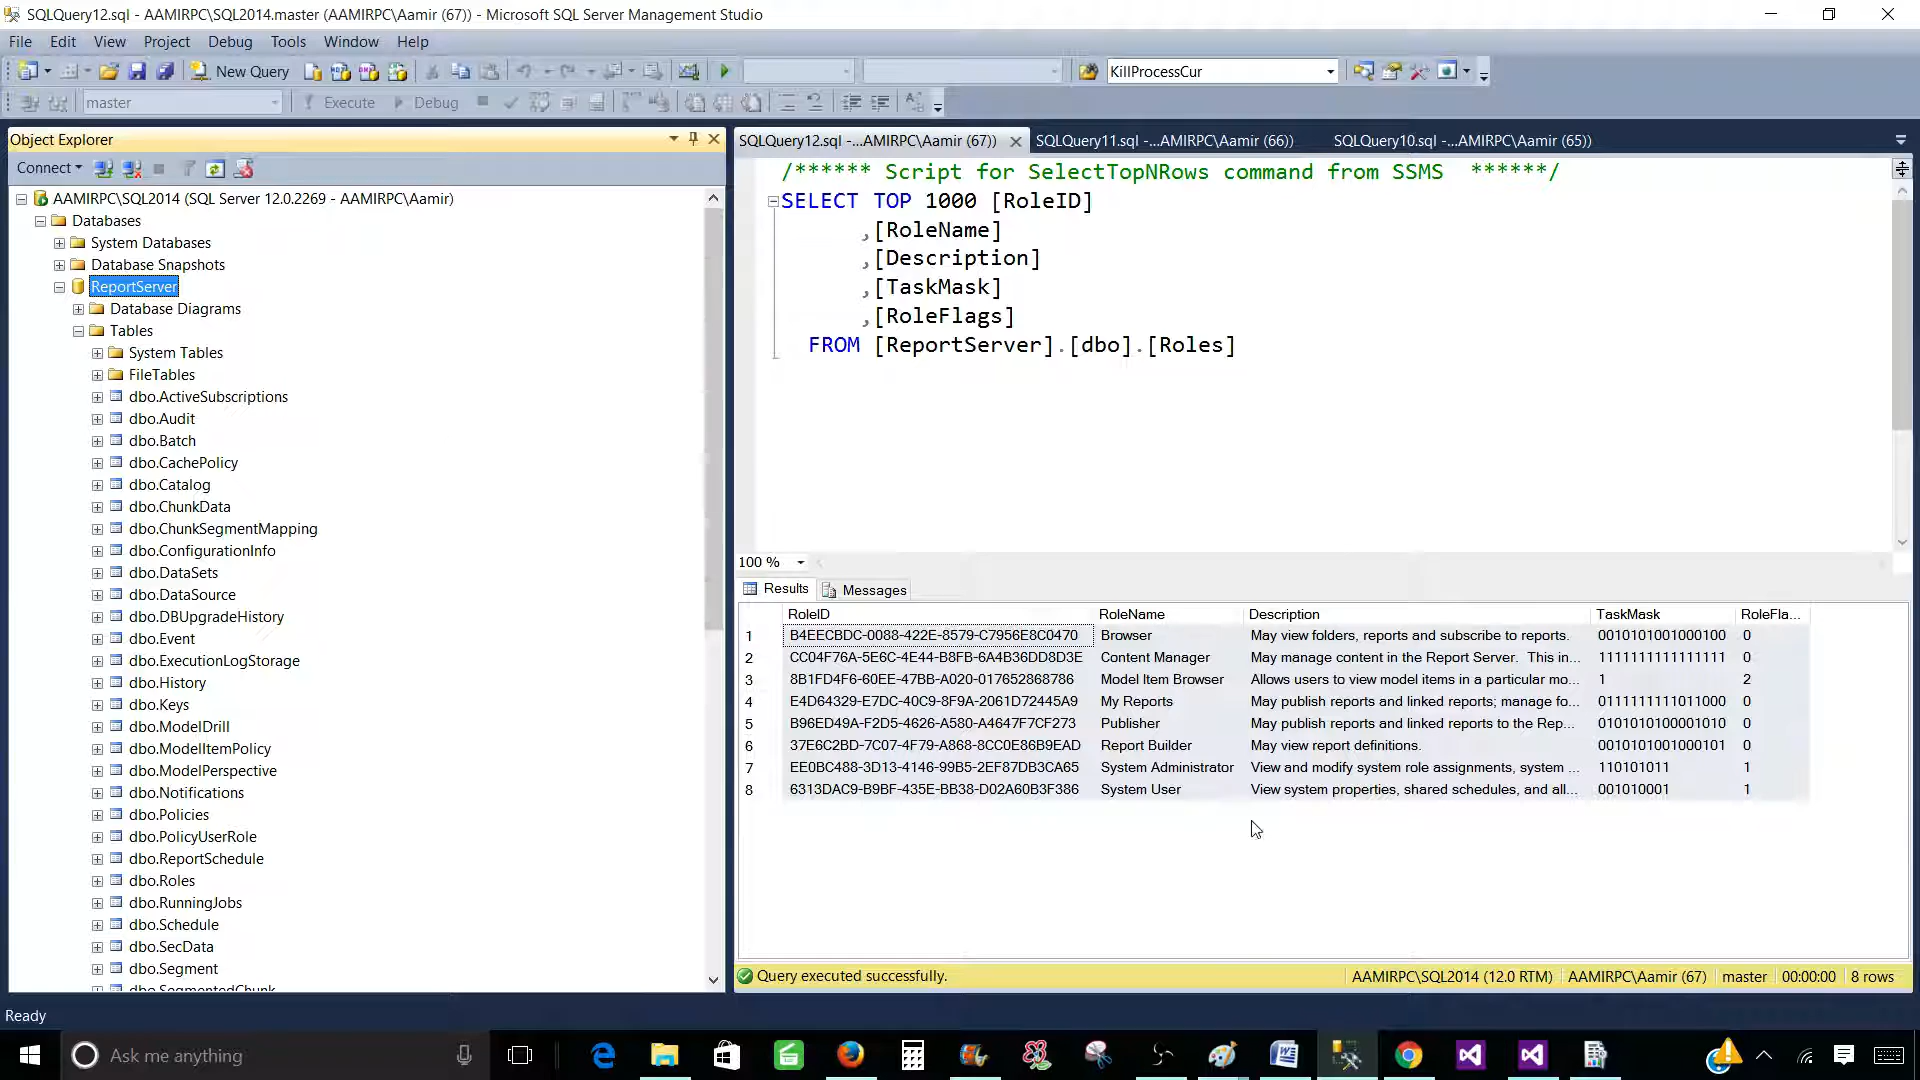 SQLQuery12.sql - AAMIRPC\SQL2014.master (AAMIRPC\Aamir (67)) - Microsoft SQL Server Management Studio
File Edit View Project Debug Tools Window Help
New Query KillProcessCur
master Execute Debug
Object Explorer
Connect
AAMIRPC\SQL2014 (SQL Server 12.0.2269 - AAMIRPC\Aamir)
Databases
System Databases
Database Snapshots
ReportServer
Database Diagrams
Tables
System Tables
FileTables
dbo.ActiveSubscriptions
dbo.Audit
dbo.Batch
dbo.CachePolicy
dbo.Catalog
dbo.ChunkData
dbo.ChunkSegmentMapping
dbo.ConfigurationInfo
dbo.DataSets
dbo.DataSource
dbo.DBUpgradeHistory
dbo.Event
dbo.ExecutionLogStorage
dbo.History
dbo.Keys
dbo.ModelDrill
dbo.ModelItemPolicy
dbo.ModelPerspective
dbo.Notifications
dbo.Policies
dbo.PolicyUserRole
dbo.ReportSchedule
dbo.Roles
dbo.RunningJobs
dbo.Schedule
dbo.SecData
dbo.Segment
dbo.SegmentedChunk
SQLQuery12.sql -...AMIRPC\Aamir (67)) SQLQuery11.sql -...AMIRPC\Aamir (66)) SQLQuery10.sql -...AMIRPC\Aamir (65))
/****** Script for SelectTopNRows command from SSMS ******/
SELECT TOP 1000 [RoleID]
,[RoleName]
,[Description]
,[TaskMask]
,[RoleFlags]
FROM [ReportServer].[dbo].[Roles]
100 %
Results Messages
RoleID RoleName Description TaskMask RoleFla...
1 B4EECBDC-0088-422E-8579-C7956E8C0470 Browser May view folders, reports and subscribe to reports. 0010101001000100 0
2 CC04F76A-5E6C-4E44-B8FB-6A4B36DD8D3E Content Manager May manage content in the Report Server. This in... 1111111111111111 0
3 8B1FD4F6-60EE-47BB-A020-017652868786 Model Item Browser Allows users to view model items in a particular mo... 1 2
4 E4D64329-E7DC-40C9-8F9A-2061D72445A9 My Reports May publish reports and linked reports; manage fo... 0111111111011000 0
5 B96ED49A-F2D5-4626-A580-A4647F7CF273 Publisher May publish reports and linked reports to the Rep... 0101010100001010 0
6 37E6C2BD-7C07-4F79-A868-8CC0E86B9EAD Report Builder May view report definitions. 0010101001000101 0
7 EE0BC488-3D13-4146-99B5-2EF87DB3CA65 System Administrator View and modify system role assignments, system ... 110101011 1
8 6313DAC9-B9BF-435E-BB38-D02A60B3F386 System User View system properties, shared schedules, and all... 001010001 1
Query executed successfully. AAMIRPC\SQL2014 (12.0 RTM) AAMIRPC\Aamir (67) master 00:00:00 8 rows
Ready
Ask me anything